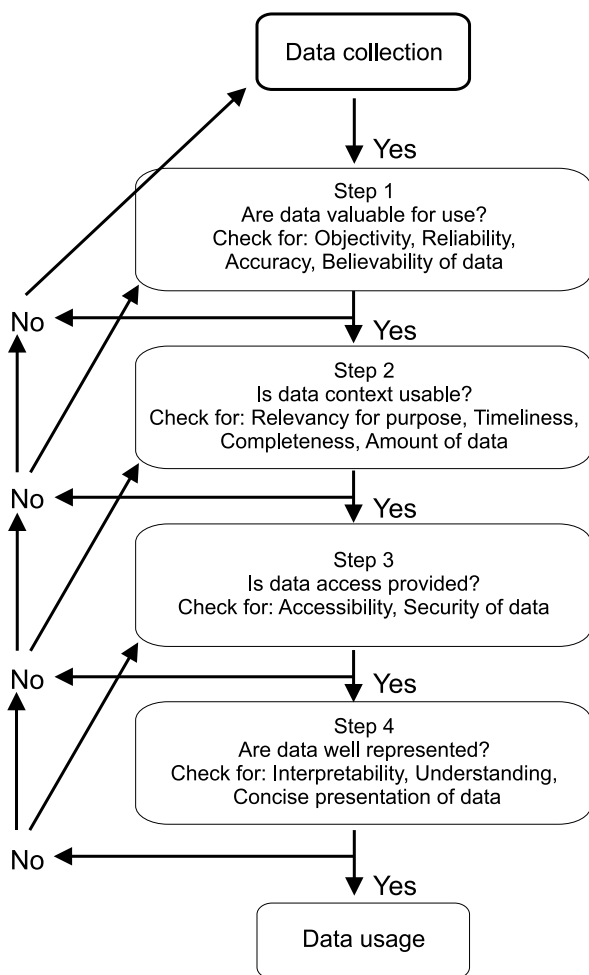 Data collection
Yes
Step 1
Are data valuable for use?
Check for: Objectivity, Reliability,
Accuracy, Believability of data
No
Yes
Step 2
Is data context usable?
Check for: Relevancy for purpose, Timeliness,
Completeness, Amount of data
No
Yes
Step 3
Is data access provided?
Check for: Accessibility, Security of data
No
Yes
Step 4
Are data well represented?
Check for: Interpretability, Understanding,
Concise presentation of data
No
Yes
Data usage